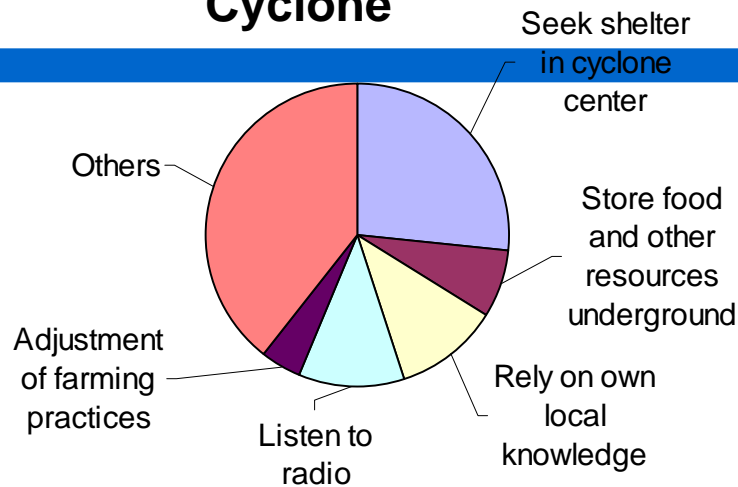 Cyclone
Seek shelter
in cyclone
center
Others
Store food
and other
resources
underground
Adjustment
of farming
practices
Rely on own
local
knowledge
Listen to
radio